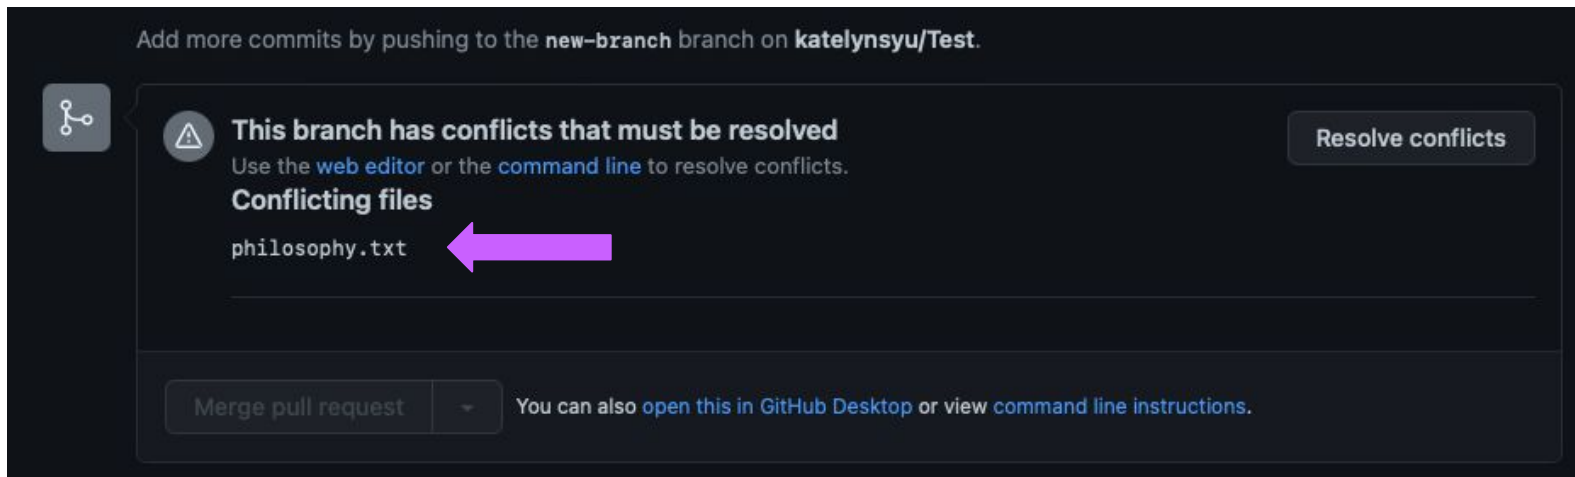 Add more commits by pushing to the new-branch branch on katelynsyu/Test.
This branch has conflicts that must be resolved
Resolve conflicts
Use the web editor or the command line to resolve conflicts.
Conflicting files
philosophy.txt
Merge pull request
You can also open this in GitHub Desktop or view command line instructions.